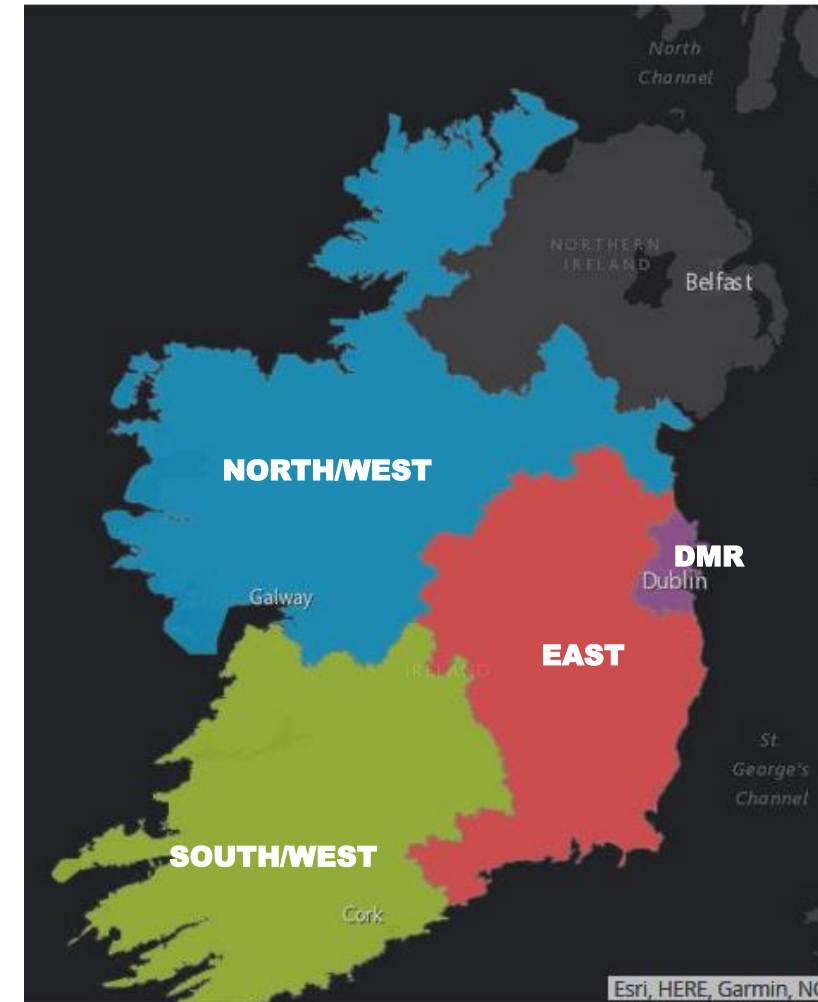 North
Channel
NORTHERN
IRELAND
Belfast
NORTH/WEST
DMR
Dublin
Galway
EAST
IRELAND
St.
George's
Channel
SOUTH/WEST
Cork
Esri, HERE, Garmin, NG